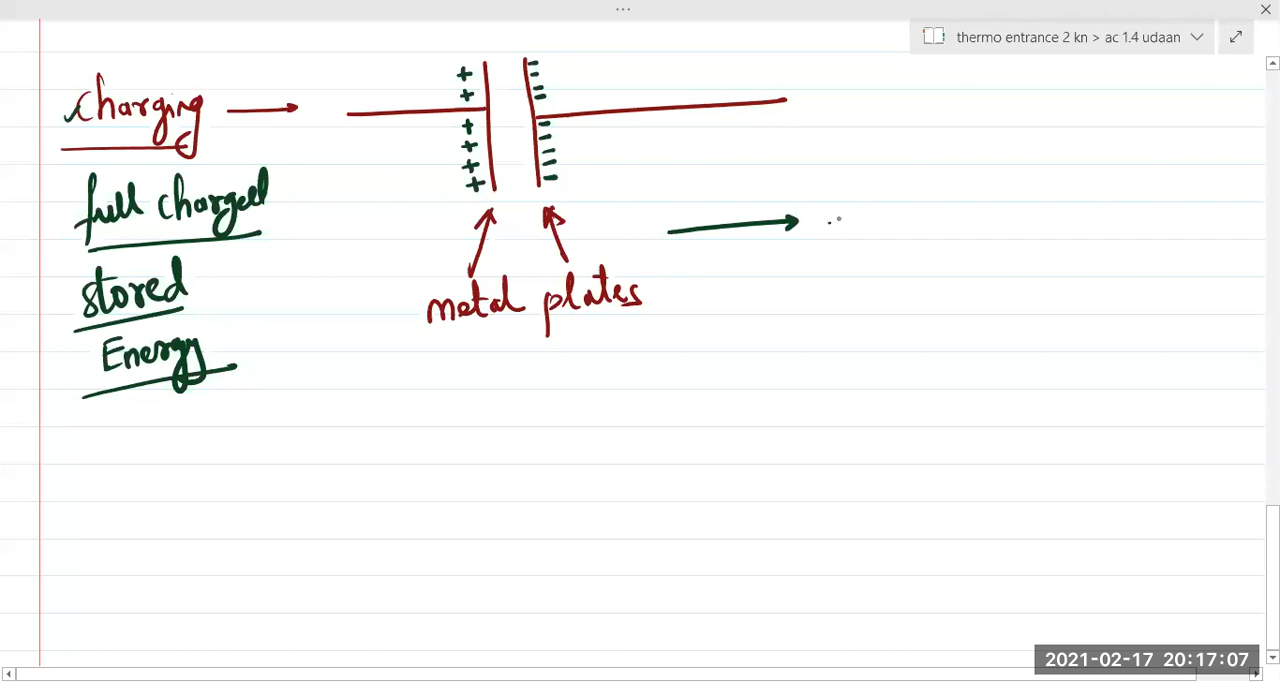 thermo entrance 2 kn > ac 1.4 udaan
charging
full charged
stored
Energy
+ +
+ + + +
metal plates
2021-02-17 20:17:07